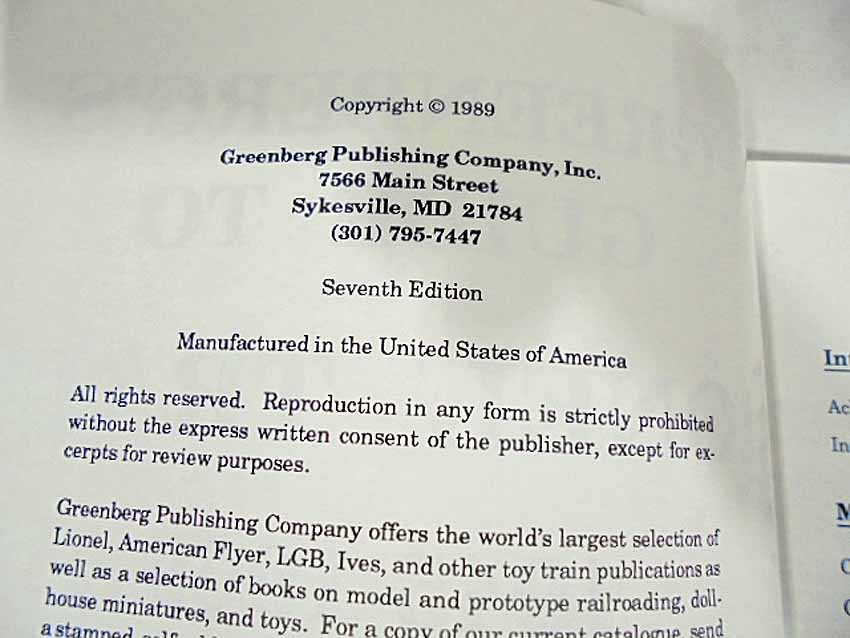 Copyright © 1989
Greenberg Publishing Company, Inc.
7566 Main Street
Sykesville, MD 21784
(301) 795-7447
Seventh Edition
Manufactured in the United States of America
All rights reserved. Reproduction in any form is strictly prohibited
without the express written consent of the publisher, except for ex-
cerpts for review purposes.
Greenberg Publishing Company offers the world's largest selection of
Lionel, American Flyer, LGB, Ives, and other toy train publications as
well as a selection of books on model and prototype railroading, doll-
house miniatures, and toys. For a copy of our current catalogue, send
a stamped